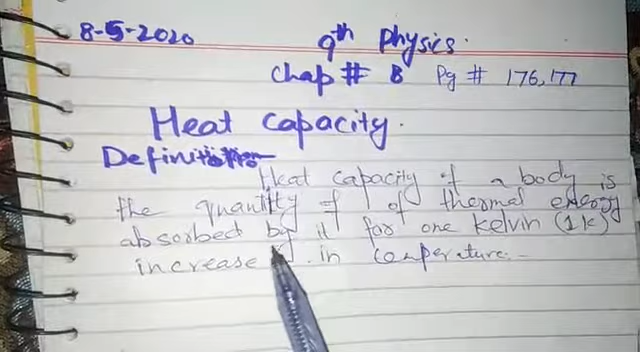 8-5-2020
9th Physics.
Chap # 8 Pg # 176,177
Heat capacity.
Definition
Heat capacity of a body is
the quantity of of thermal energy
absorbed by it for one kelvin (1k)
increase in temperature.